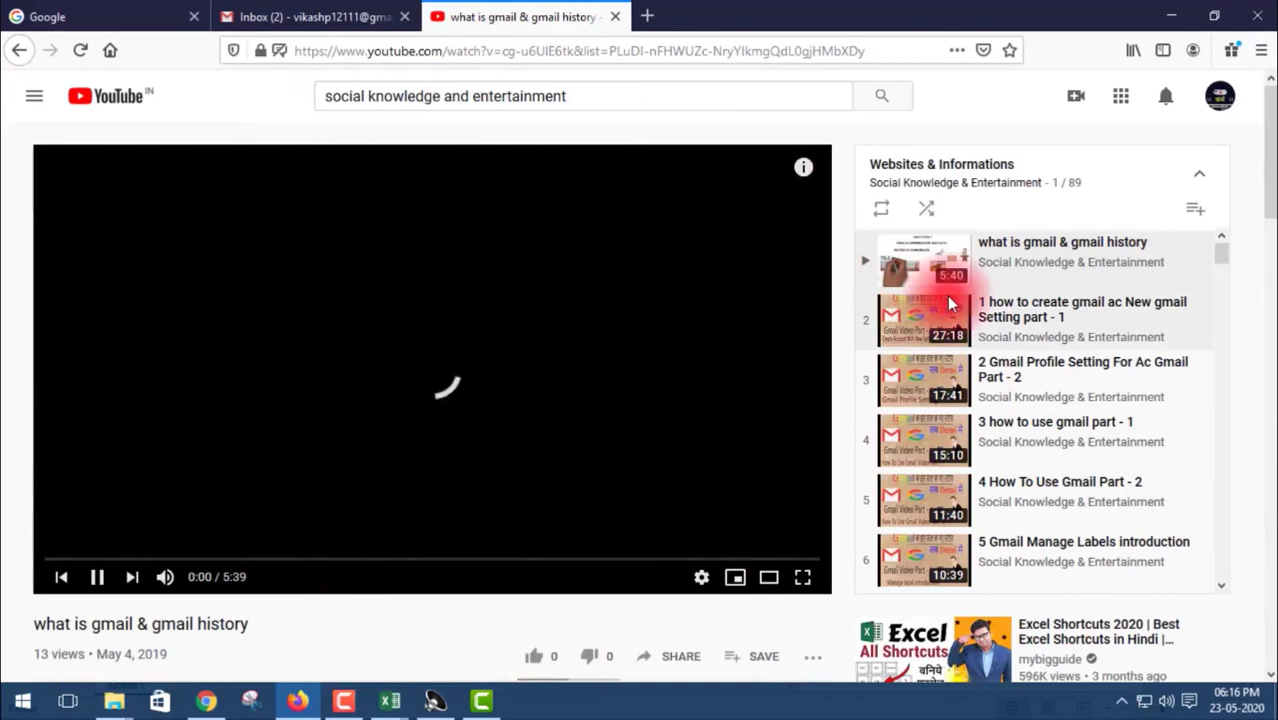 Google
Inbox (2) - vikashp12111@gma
what is gmail & gmail history -
https://www.youtube.com/watch?v=cg-u6UlE6tk&list=PLuDI-nFHWUZc-NryYIkmgQdL0gjHMbXDy
YouTube IN
social knowledge and entertainment
Websites & Informations
Social Knowledge & Entertainment - 1 / 89
what is gmail & gmail history
Social Knowledge & Entertainment
5:40
2
1 how to create gmail ac New gmail
Setting part - 1
Social Knowledge & Entertainment
27:18
3
2 Gmail Profile Setting For Ac Gmail
Part - 2
Social Knowledge & Entertainment
17:41
4
3 how to use gmail part - 1
Social Knowledge & Entertainment
15:10
5
4 How To Use Gmail Part - 2
Social Knowledge & Entertainment
11:40
6
5 Gmail Manage Labels introduction
Social Knowledge & Entertainment
10:39
0:00 / 5:39
what is gmail & gmail history
13 views • May 4, 2019
0
0
SHARE
SAVE
Excel
All Shortcuts
Excel Shortcuts 2020 | Best
Excel Shortcuts in Hindi |...
mybigguide
596K views • 3 months ago
06:16 PM
23-05-2020